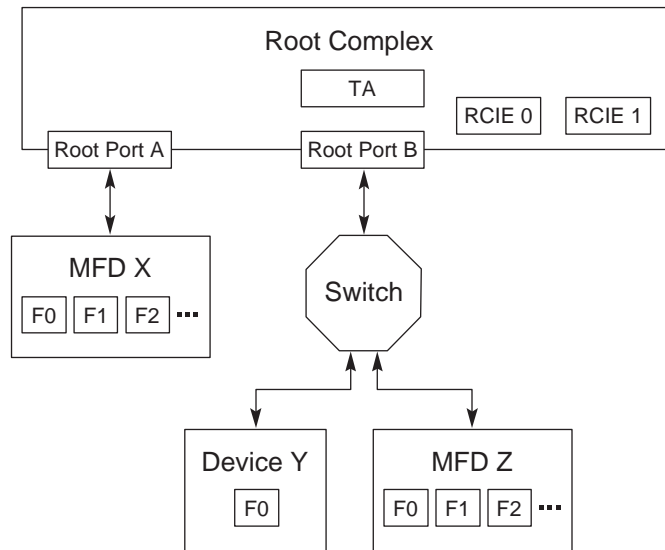 Root Complex
TA
RCIE 0 RCIE 1
Root Port A Root Port B
MFD X
F0 F1 F2 ...
Switch
Device Y
F0
MFD Z
F0 F1 F2 ...